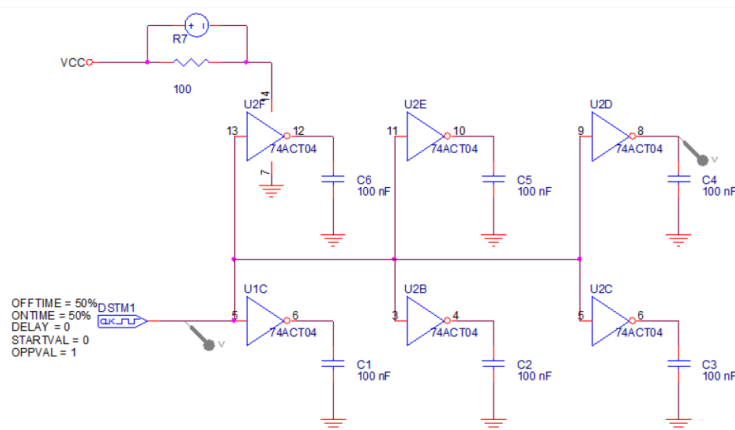 R7
VCC
100
14
U2F
U2E
U2D
13
12
11
10
9
8
74ACT04
74ACT04
74ACT04
V
7
C6
100 nF
C5
100 nF
C4
100 nF
OFFTIME = 50%
ONTIME = 50%
DELAY = 0
STARTVAL = 0
OPPVAL = 1
DSTM1
CLK
U1C
U2B
U2C
5
6
3
4
5
6
74ACT04
74ACT04
74ACT04
V
C1
100 nF
C2
100 nF
C3
100 nF